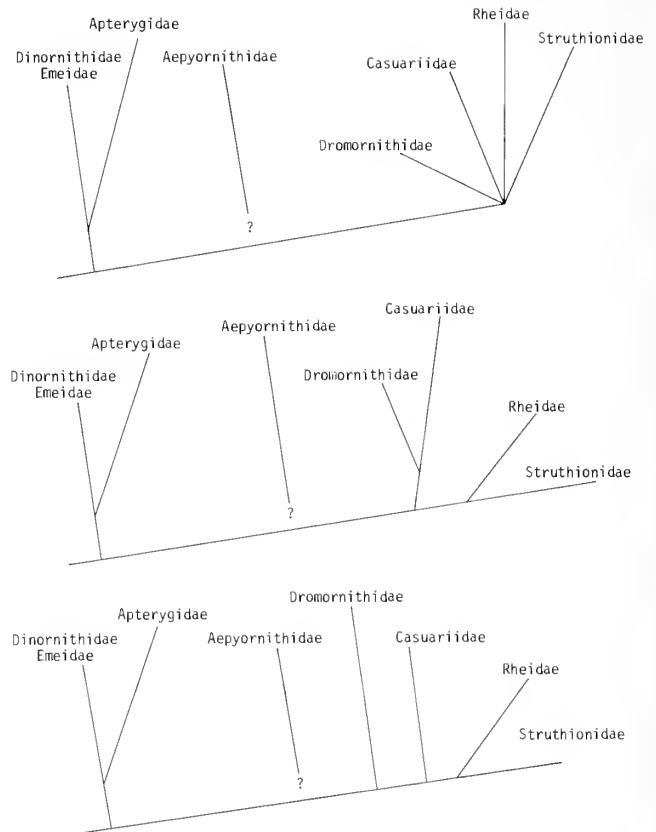 Rheidae
Apterygidae
Struthionidae
Dinornithidae
Emeidae
Aepyornithidae
Casuariidae
Dromornithidae
?
Casuariidae
Aepyornithidae
Apterygidae
Dinornithidae
Emeidae
Dromornithidae
Rheidae
Struthionidae
?
Dromornithidae
Apterygidae
Dinornithidae
Emeidae
Aepyornithidae
Casuariidae
Rheidae
Struthionidae
?